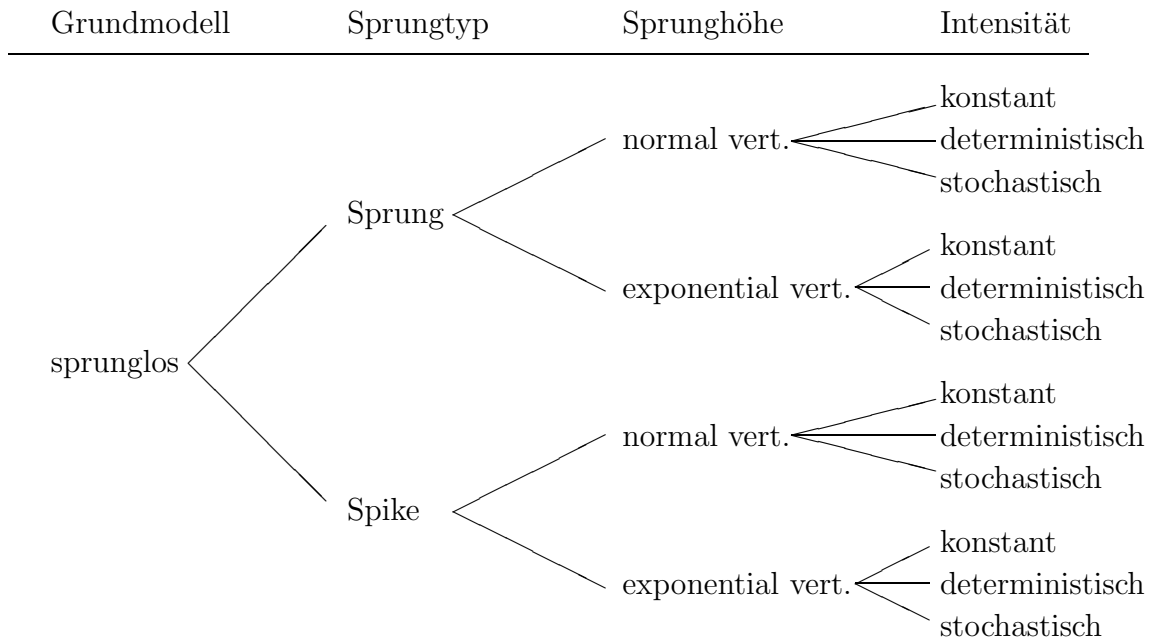 Grundmodell Sprungtyp Sprunghöhe Intensität
konstant
normal vert. deterministisch
stochastisch
Sprung
konstant
exponential vert. deterministisch
stochastisch
sprunglos
konstant
normal vert. deterministisch
stochastisch
Spike
konstant
exponential vert. deterministisch
stochastisch